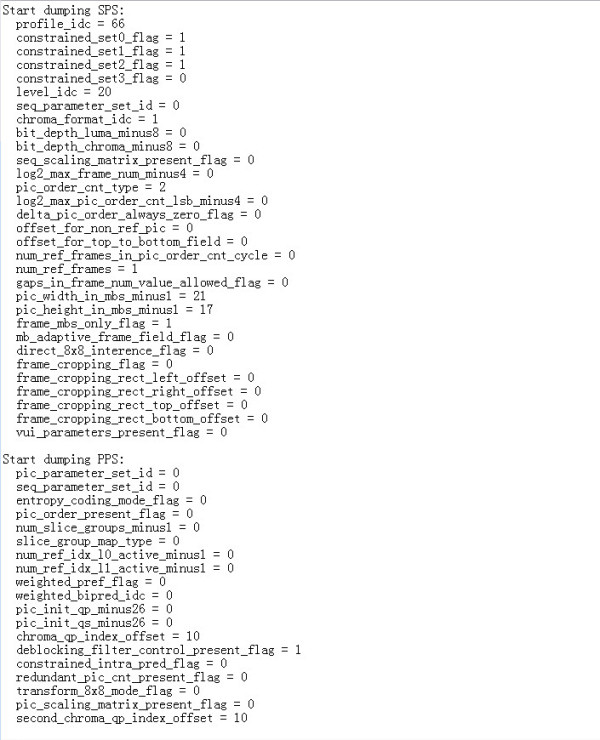 Start dumping SPS:
profile_idc = 66
constrained_set0_flag = 1
constrained_set1_flag = 1
constrained_set2_flag = 1
constrained_set3_flag = 0
level_idc = 20
seq_parameter_set_id = 0
chroma_format_idc = 1
bit_depth_luma_minus8 = 0
bit_depth_chroma_minus8 = 0
seq_scaling_matrix_present_flag = 0
log2_max_frame_num_minus4 = 0
pic_order_cnt_type = 2
log2_max_pic_order_cnt_lsb_minus4 = 0
delta_pic_order_always_zero_flag = 0
offset_for_non_ref_pic = 0
offset_for_top_to_bottom_field = 0
num_ref_frames_in_pic_order_cnt_cycle = 0
num_ref_frames = 1
gaps_in_frame_num_value_allowed_flag = 0
pic_width_in_mbs_minus1 = 21
pic_height_in_mbs_minus1 = 17
frame_mbs_only_flag = 1
mb_adaptive_frame_field_flag = 0
direct_8x8_interence_flag = 0
frame_cropping_flag = 0
frame_cropping_rect_left_offset = 0
frame_cropping_rect_right_offset = 0
frame_cropping_rect_top_offset = 0
frame_cropping_rect_bottom_offset = 0
vui_parameters_present_flag = 0
Start dumping PPS:
pic_parameter_set_id = 0
seq_parameter_set_id = 0
entropy_coding_mode_flag = 0
pic_order_present_flag = 0
num_slice_groups_minus1 = 0
slice_group_map_type = 0
num_ref_idx_l0_active_minus1 = 0
num_ref_idx_l1_active_minus1 = 0
weighted_pref_flag = 0
weighted_bipred_idc = 0
pic_init_qp_minus26 = 0
pic_init_qs_minus26 = 0
chroma_qp_index_offset = 10
deblocking_filter_control_present_flag = 1
constrained_intra_pred_flag = 0
redundant_pic_cnt_present_flag = 0
transform_8x8_mode_flag = 0
pic_scaling_matrix_present_flag = 0
second_chroma_qp_index_offset = 10